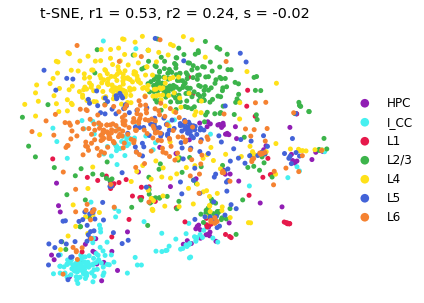 t-SNE, r1 = 0.53, r2 = 0.24, s = -0.02
HPC
I_CC
L1
L2/3
L4
L5
L6